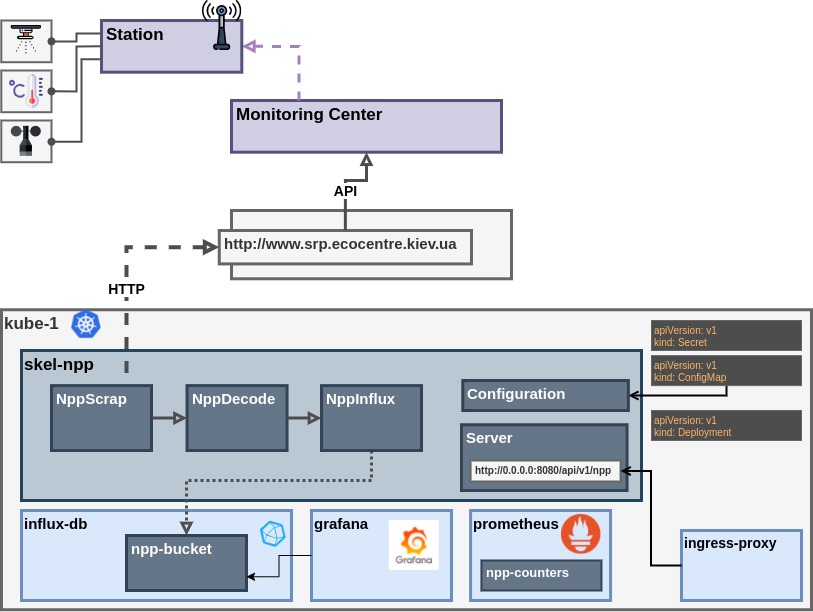 Station
°C
Monitoring Center
API
http://www.srp.ecocentre.kiev.ua
HTTP
kube-1
apiVersion: v1
kind: Secret
skel-npp
apiVersion: v1
kind: ConfigMap
NppScrap
NppDecode
NppInflux
Configuration
apiVersion: v1
kind: Deployment
Server
http://0.0.0.0:8080/api/v1/npp
influx-db
npp-bucket
grafana
Grafana
prometheus
npp-counters
ingress-proxy